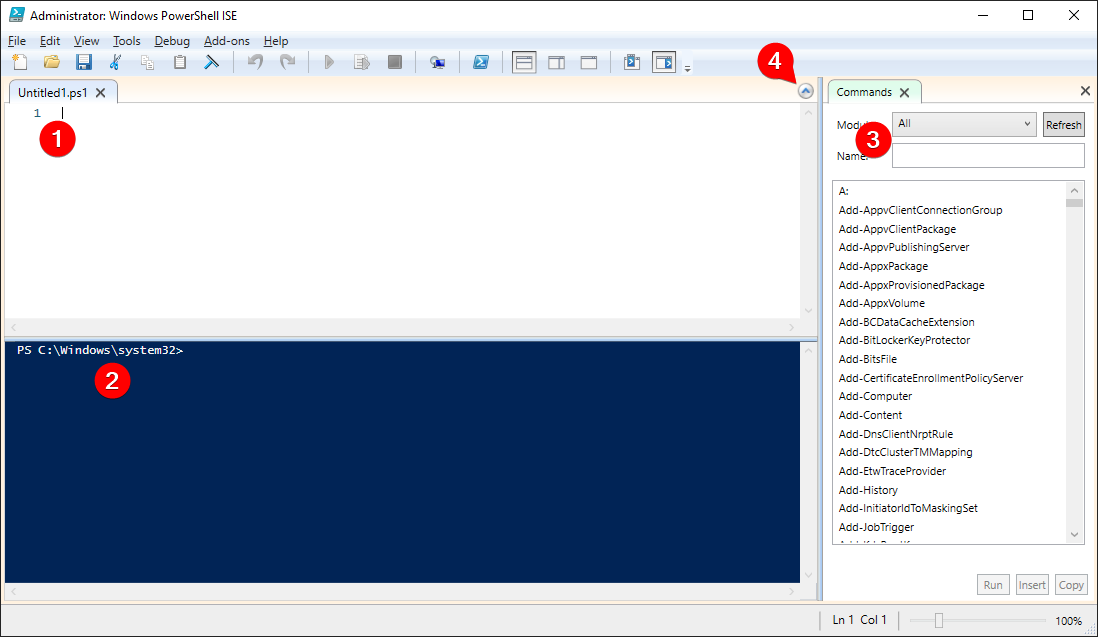 Administrator: Windows PowerShell ISE
File Edit View Tools Debug Add-ons Help
4
Untitled1.ps1
Commands
1
1
All
Refresh
3
Name:
A:
Add-AppvClientConnectionGroup
Add-AppvClientPackage
Add-AppvPublishingServer
Add-AppxPackage
Add-AppxProvisionedPackage
Add-AppxVolume
Add-BCDataCacheExtension
Add-BitLockerKeyProtector
Add-BitsFile
Add-CertificateEnrollmentPolicyServer
Add-Computer
Add-Content
Add-DnsClientNrptRule
Add-DtcClusterTMMapping
Add-EtwTraceProvider
Add-History
Add-InitiatorIdToMaskingSet
Add-JobTrigger
PS C:\Windows\system32>
2
Run Insert Copy
Ln 1 Col 1 100%